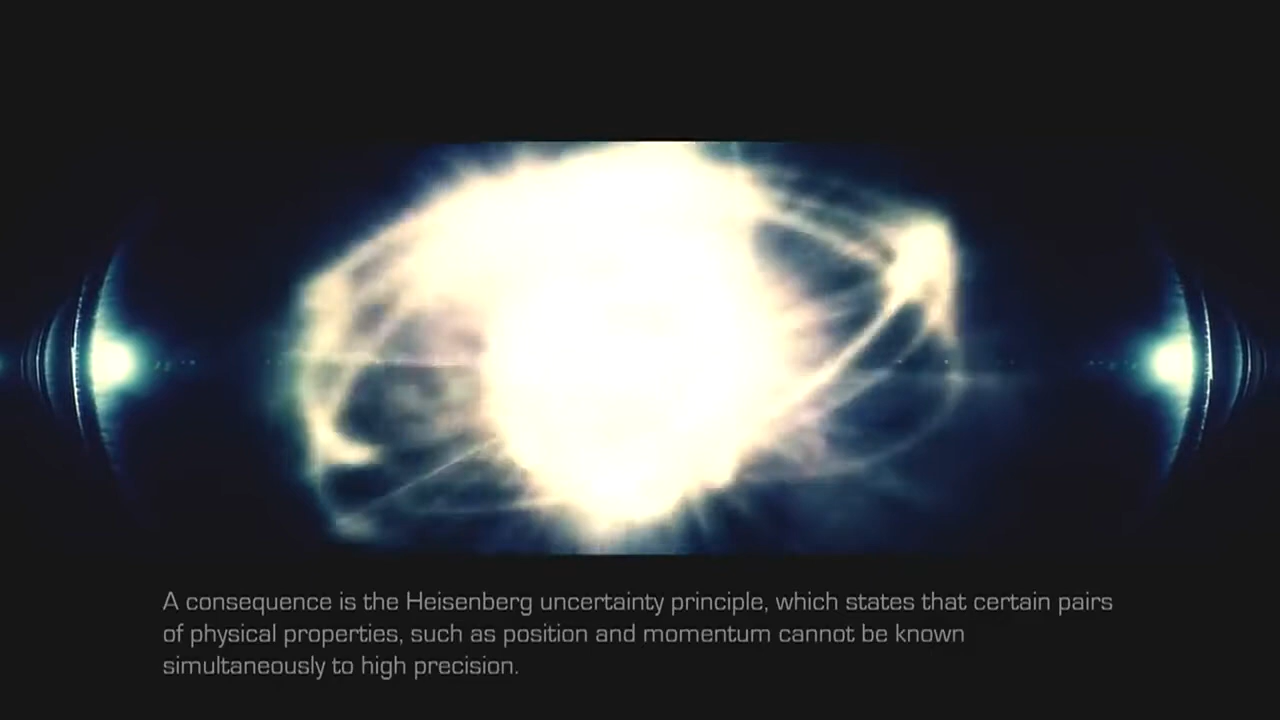 A consequence is the Heisenberg uncertainty principle, which states that certain pairs
of physical properties, such as position and momentum cannot be known
simultaneously to high precision.